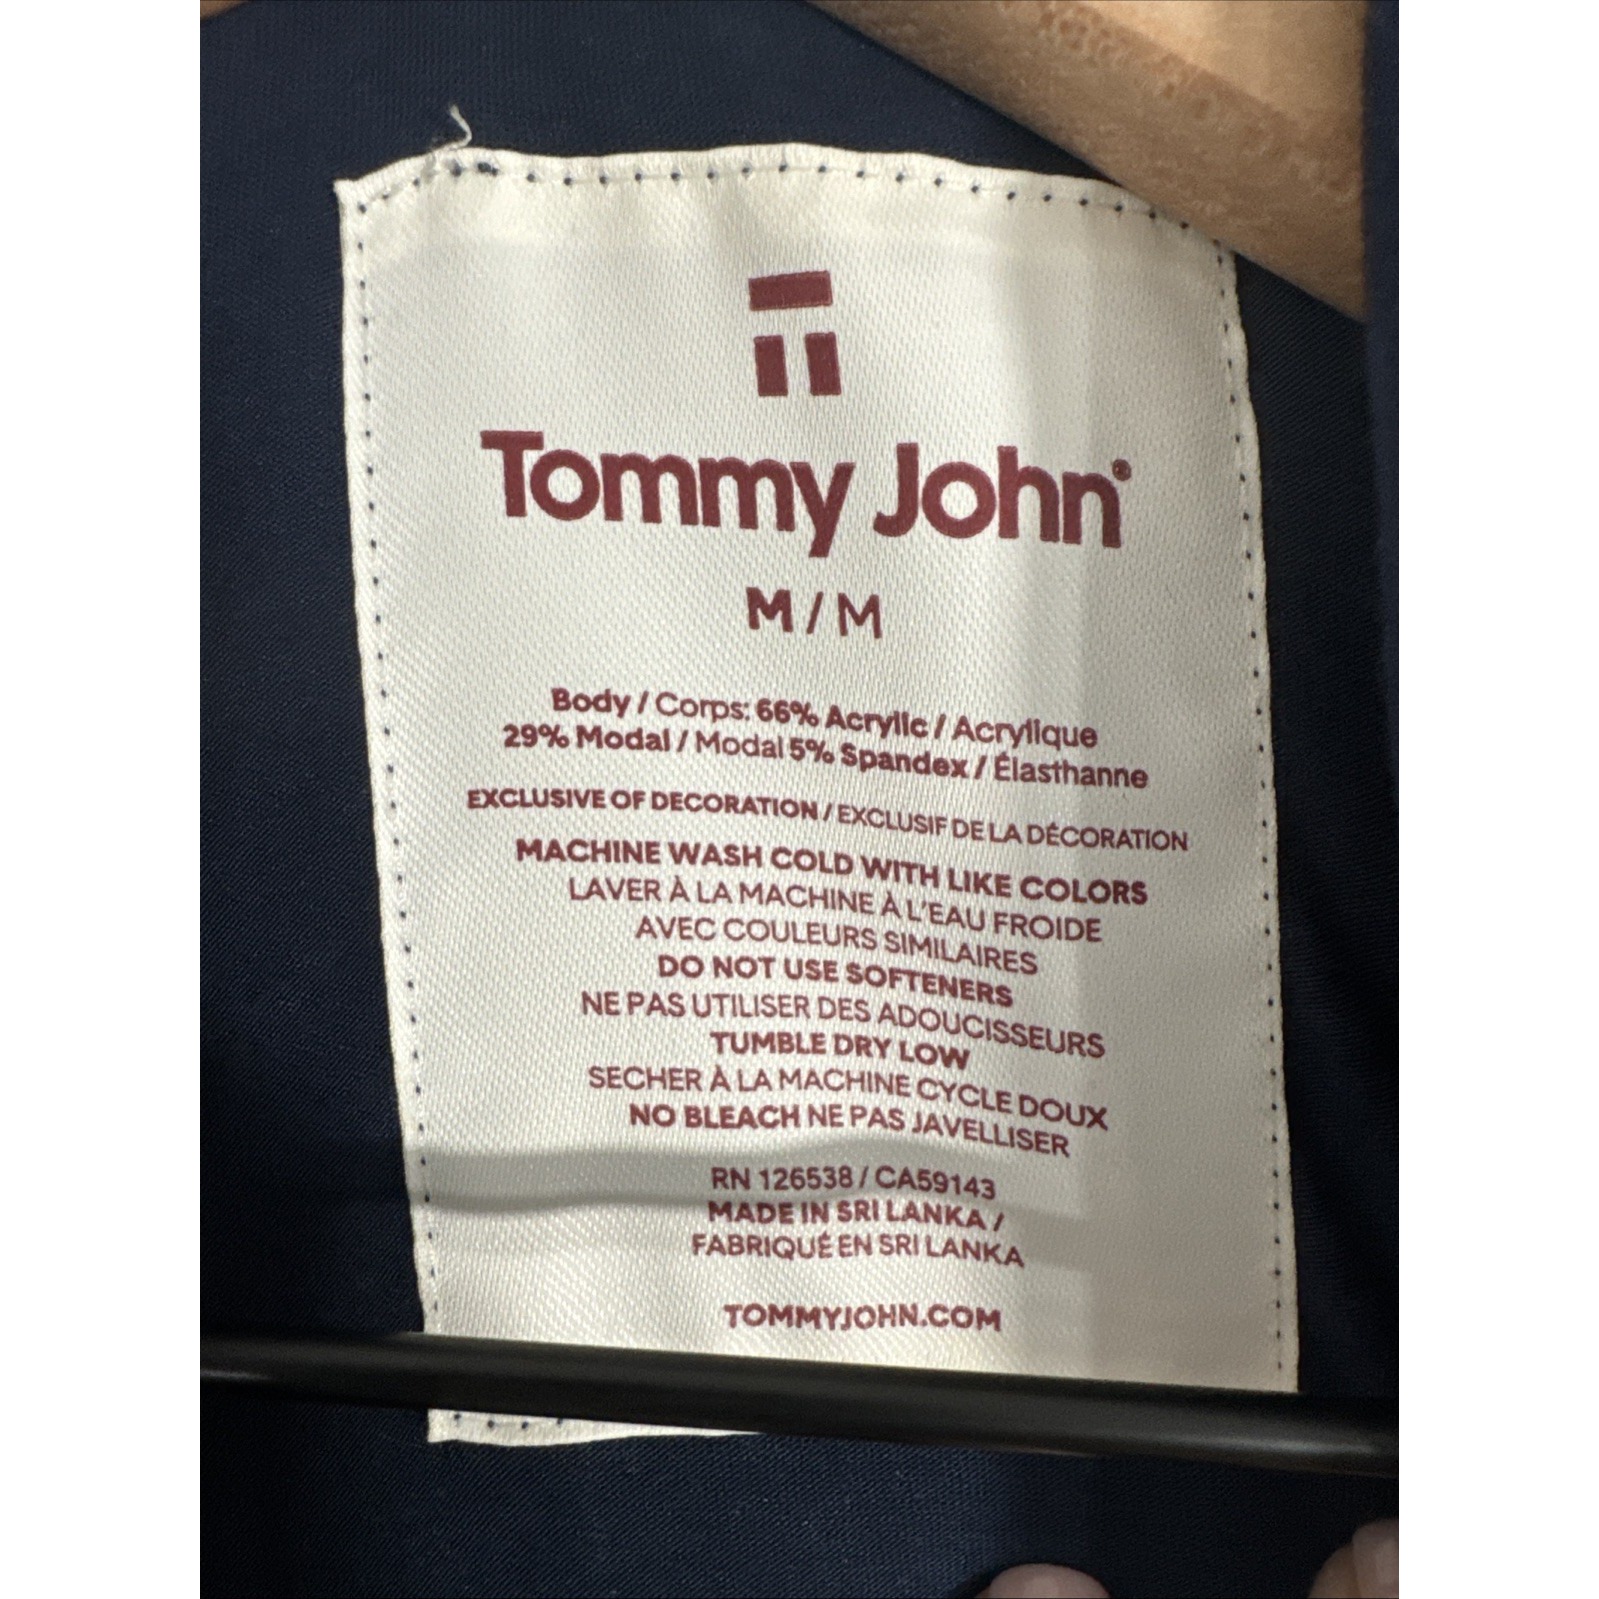 Tommy John®
M / M
Body / Corps: 66% Acrylic / Acrylique
29% Modal / Modal 5% Spandex / Élasthanne
EXCLUSIVE OF DECORATION / EXCLUSIF DE LA DÉCORATION
MACHINE WASH COLD WITH LIKE COLORS
LAVER À LA MACHINE À L'EAU FROIDE
AVEC COULEURS SIMILAIRES
DO NOT USE SOFTENERS
NE PAS UTILISER DES ADOUCISSEURS
TUMBLE DRY LOW
SECHER À LA MACHINE CYCLE DOUX
NO BLEACH NE PAS JAVELLISER
RN 126538 / CA59143
MADE IN SRI LANKA /
FABRIQUÉ EN SRI LANKA
TOMMYJOHN.COM